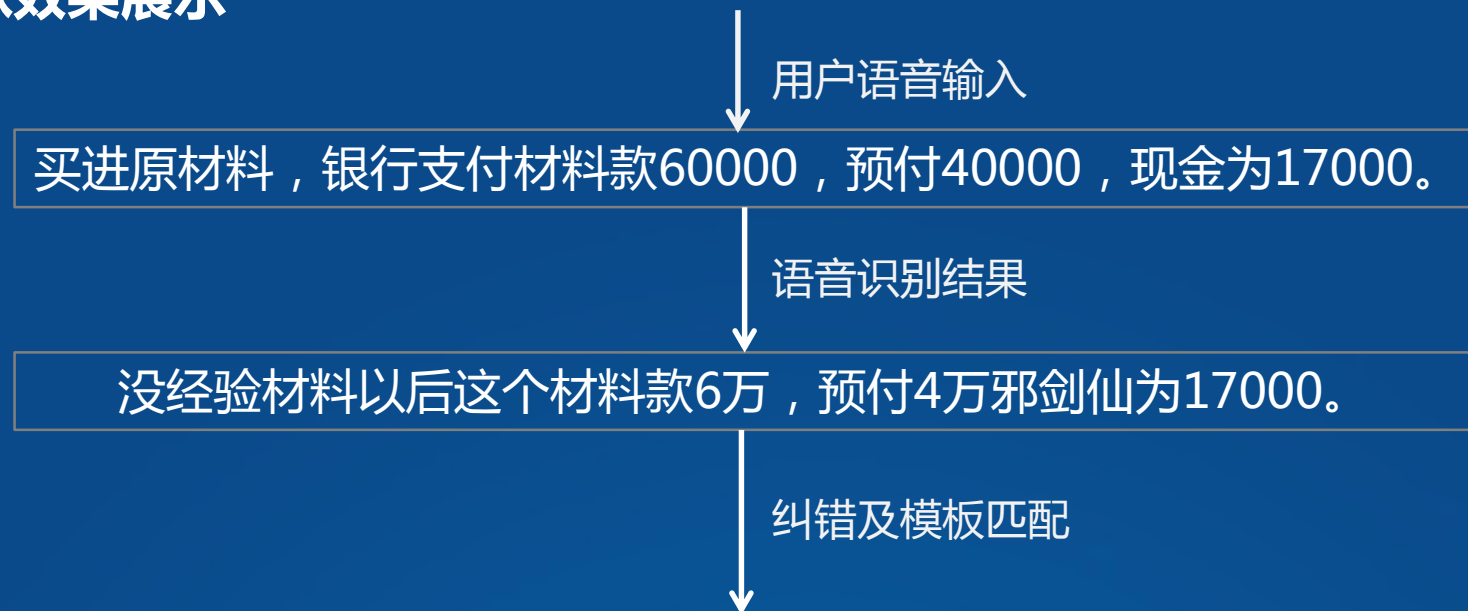 效果展示
用户语音输入
买进原材料，银行支付材料款60000，预付40000，现金为17000。
语音识别结果
没经验材料以后这个材料款6万，预付4万邪剑仙为17000。
纠错及模板匹配